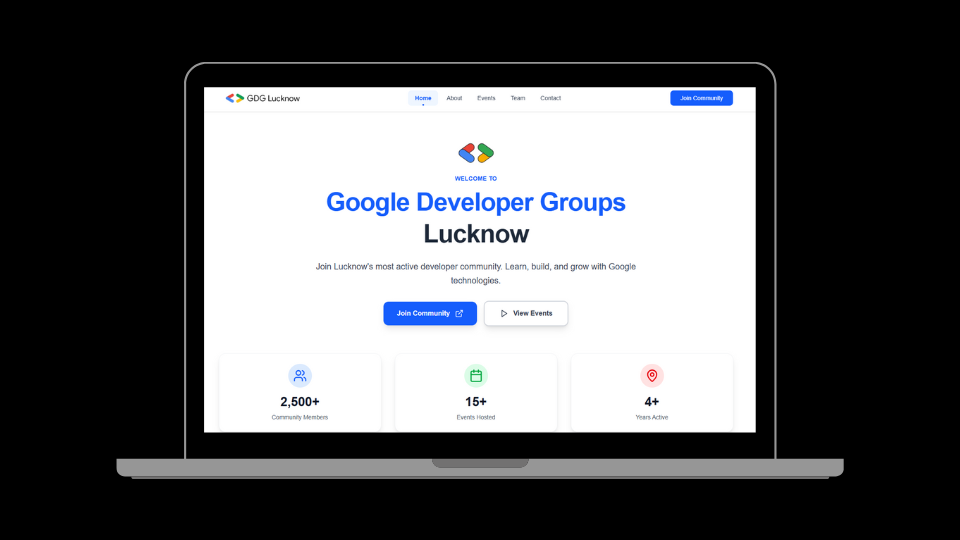 GDG Lucknow
Home
About
Events
Team
Contact
Join Community
WELCOME TO
Google Developer Groups
Lucknow
Join Lucknow's most active developer community. Learn, build, and grow with Google
technologies.
Join Community
View Events
2,500+
Community Members
15+
Events Hosted
4+
Years Active